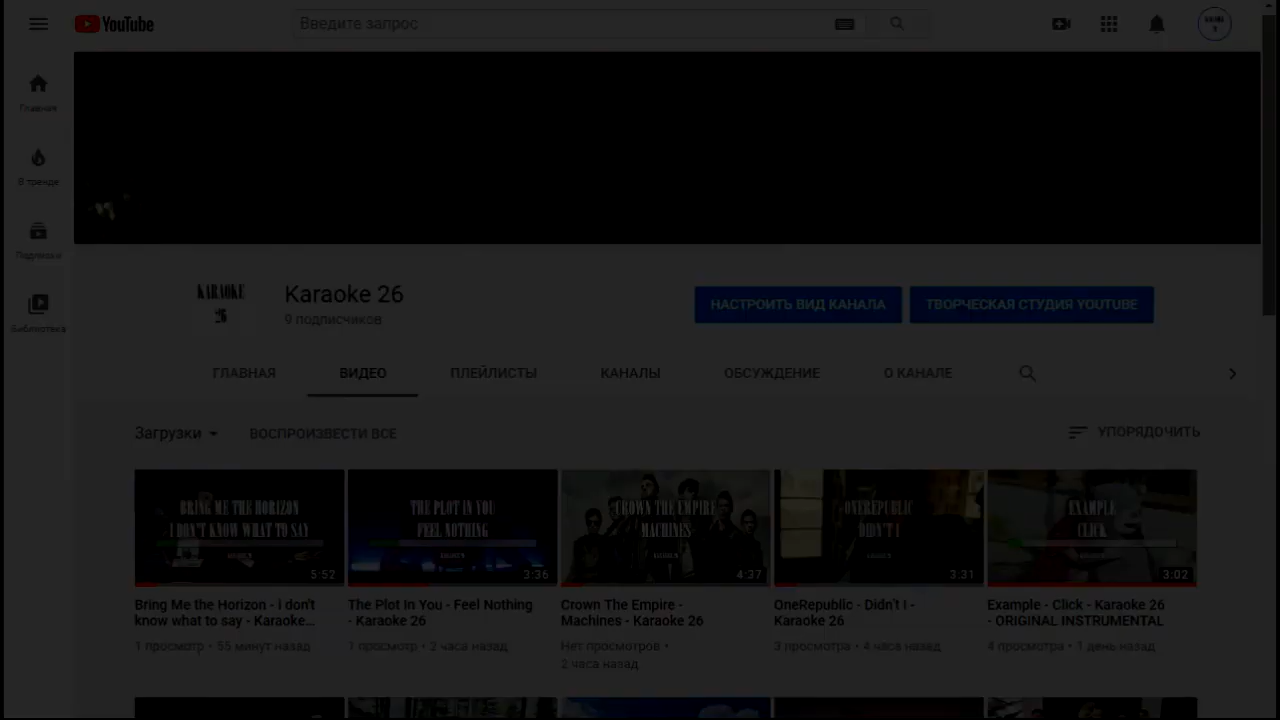 YouTube
Введите запрос
Главная
В тренде
Подписки
Библиотека
KARAOKE
26
Karaoke 26
9 подписчиков
НАСТРОИТЬ ВИД КАНАЛА
ТВОРЧЕСКАЯ СТУДИЯ YOUTUBE
ГЛАВНАЯ
ВИДЕО
ПЛЕЙЛИСТЫ
КАНАЛЫ
ОБСУЖДЕНИЕ
О КАНАЛЕ
Загрузки
ВОСПРОИЗВЕСТИ ВСЕ
УПОРЯДОЧИТЬ
BRING ME THE HORIZON
I DON'T KNOW WHAT TO SAY
5:52
THE PLOT IN YOU
FEEL NOTHING
3:36
CROWN THE EMPIRE
MACHINES
4:37
ONEREPUBLIC
DIDN'T I
3:31
EXAMPLE
CLICK
3:02
Bring Me the Horizon - i don't
know what to say - Karaoke...
1 просмотр • 55 минут назад
The Plot In You - Feel Nothing
- Karaoke 26
1 просмотр • 2 часа назад
Crown The Empire -
Machines - Karaoke 26
Нет просмотров •
2 часа назад
OneRepublic - Didn't I -
Karaoke 26
3 просмотра • 4 часа назад
Example - Click - Karaoke 26
- ORIGINAL INSTRUMENTAL
4 просмотра • 1 день назад